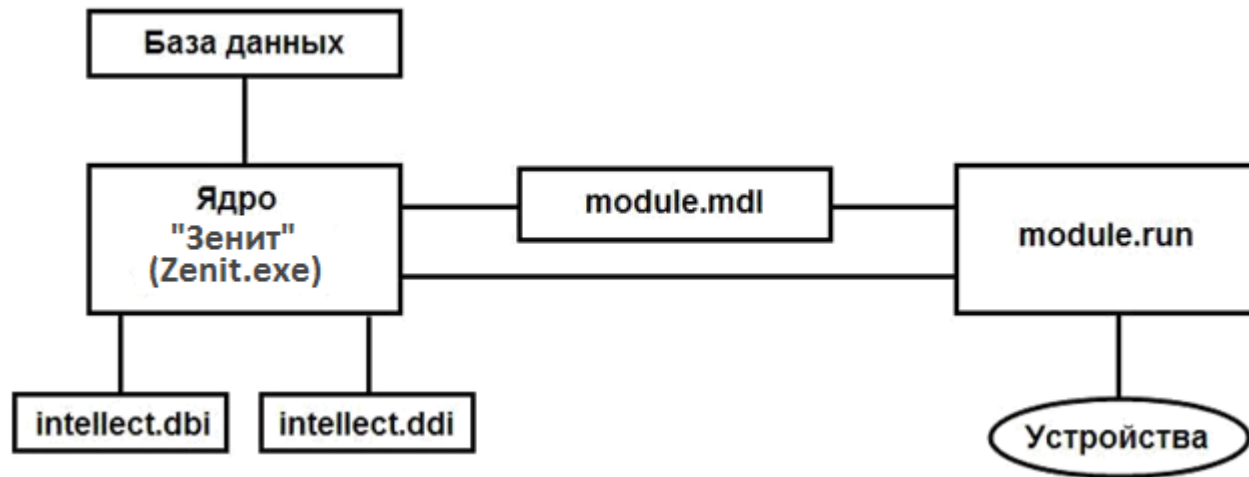 База данных
Ядро
"Зенит"
(Zenit.exe)
module.mdl
module.run
intellect.dbi
intellect.ddi
Устройства